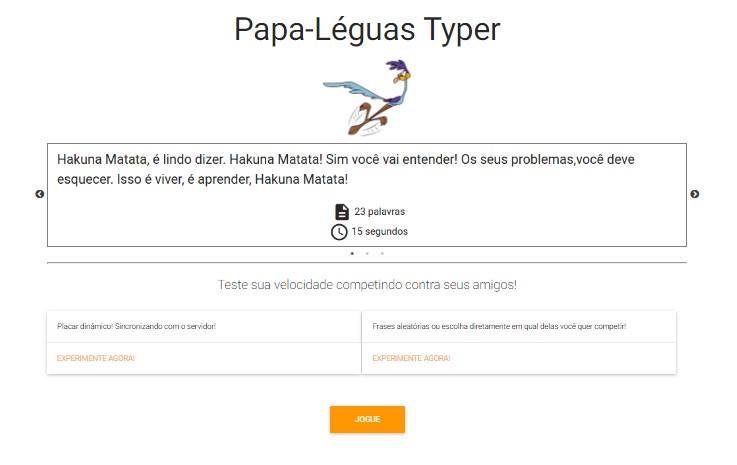 Papa-Léguas Typer
Hakuna Matata, é lindo dizer. Hakuna Matata! Sim você vai entender! Os seus problemas,você deve
esquecer. Isso é viver, é aprender, Hakuna Matata!
23 palavras
15 segundos
Teste sua velocidade competindo contra seus amigos!
Placar dinâmico! Sincronizando com o servidor!
Frases aleatórias ou escolha diretamente em qual delas você quer competir!
EXPERIMENTE AGORA!
EXPERIMENTE AGORA!
JOGUE